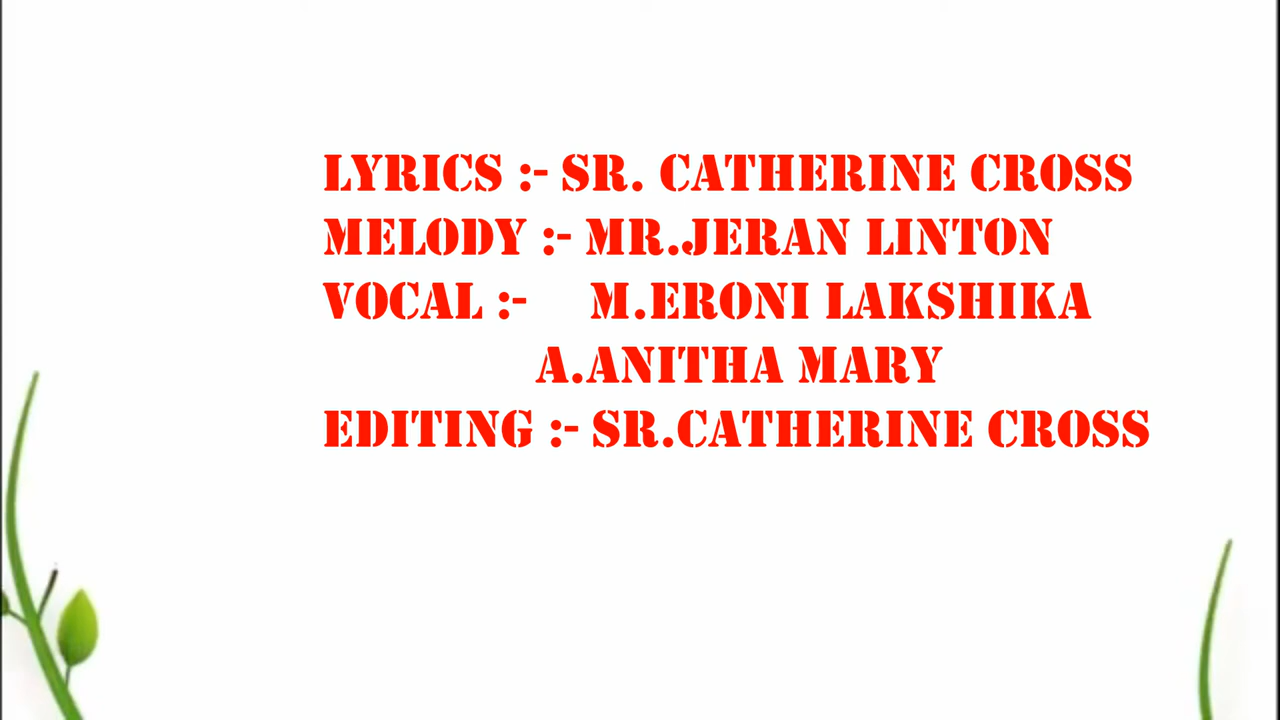 LYRICS :- SR. CATHERINE CROSS
MELODY :- MR.JERAN LINTON
VOCAL :- M.ERONI LAKSHIKA
A.ANITHA MARY
EDITING :- SR.CATHERINE CROSS